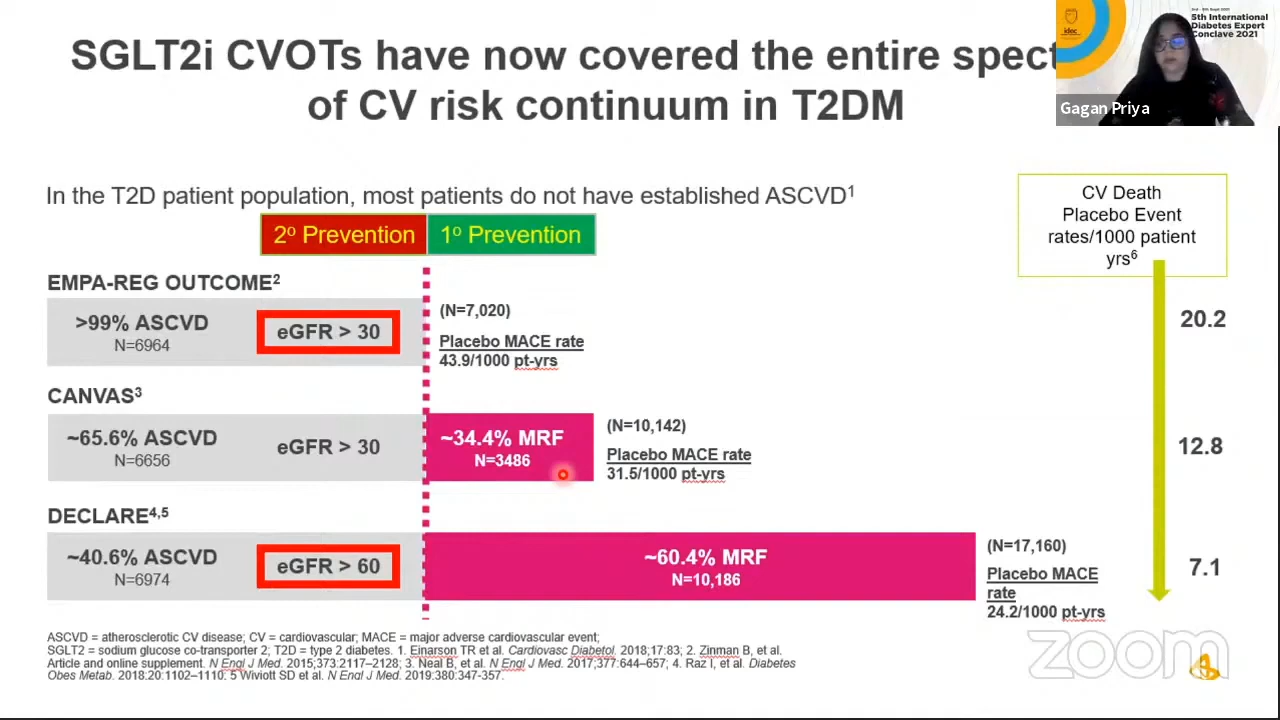 SGLT2i CVOTs have now covered the entire spect
of CV risk continuum in T2DM
5th International
Diabetes Expert
Conclave 2021
idec
Gagan Priya
In the T2D patient population, most patients do not have established ASCVD¹
2º Prevention
1º Prevention
CV Death
Placebo Event
rates/1000 patient
yrs⁶
EMPA-REG OUTCOME²
>99% ASCVD
N=6964
eGFR > 30
(N=7,020)
Placebo MACE rate
43.9/1000 pt-yrs
20.2
CANVAS³
~65.6% ASCVD
N=6656
eGFR > 30
~34.4% MRF
N=3486
(N=10,142)
Placebo MACE rate
31.5/1000 pt-yrs
12.8
DECLARE⁴,⁵
~40.6% ASCVD
N=6974
eGFR > 60
~60.4% MRF
N=10,186
(N=17,160)
Placebo MACE
rate
24.2/1000 pt-yrs
7.1
ASCVD = atherosclerotic CV disease; CV = cardiovascular; MACE = major adverse cardiovascular event;
SGLT2 = sodium glucose co-transporter 2; T2D = type 2 diabetes. 1. Einarson TR et al. Cardiovasc Diabetol. 2018;17:83; 2. Zinman B, et al.
Article and online supplement. N Engl J Med. 2015;373:2117–2128; 3. Neal B, et al. N Engl J Med. 2017;377:644–657; 4. Raz I, et al. Diabetes
Obes Metab. 2018:20:1102–1110. 5 Wiviott SD et al. N Engl J Med. 2019:380:347-357.
zoom